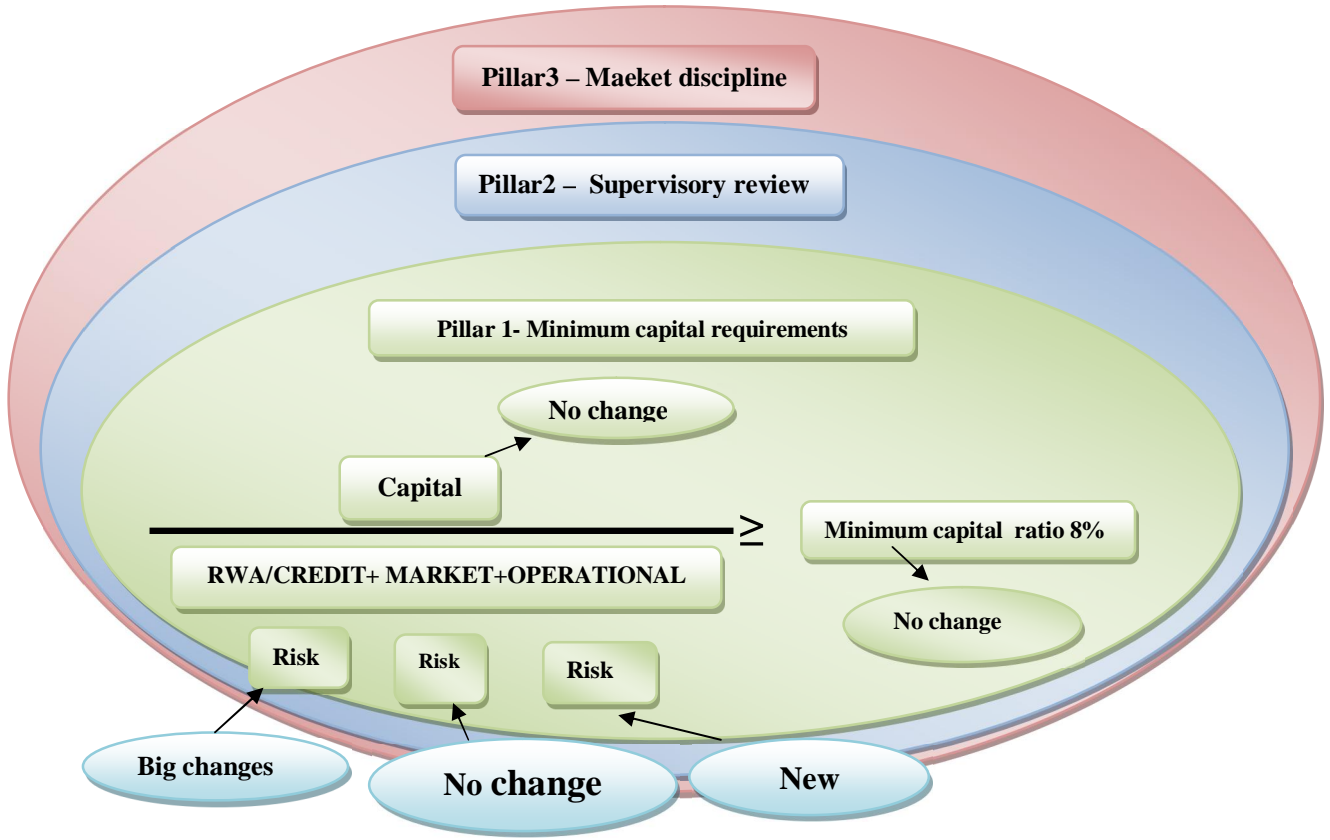 Pillar3 – Maeket discipline
Pillar2 – Supervisory review
Pillar 1- Minimum capital requirements
No change
Capital
≥
Minimum capital ratio 8%
RWA/CREDIT+ MARKET+OPERATIONAL
No change
Risk
Risk
Risk
Big changes
No change
New